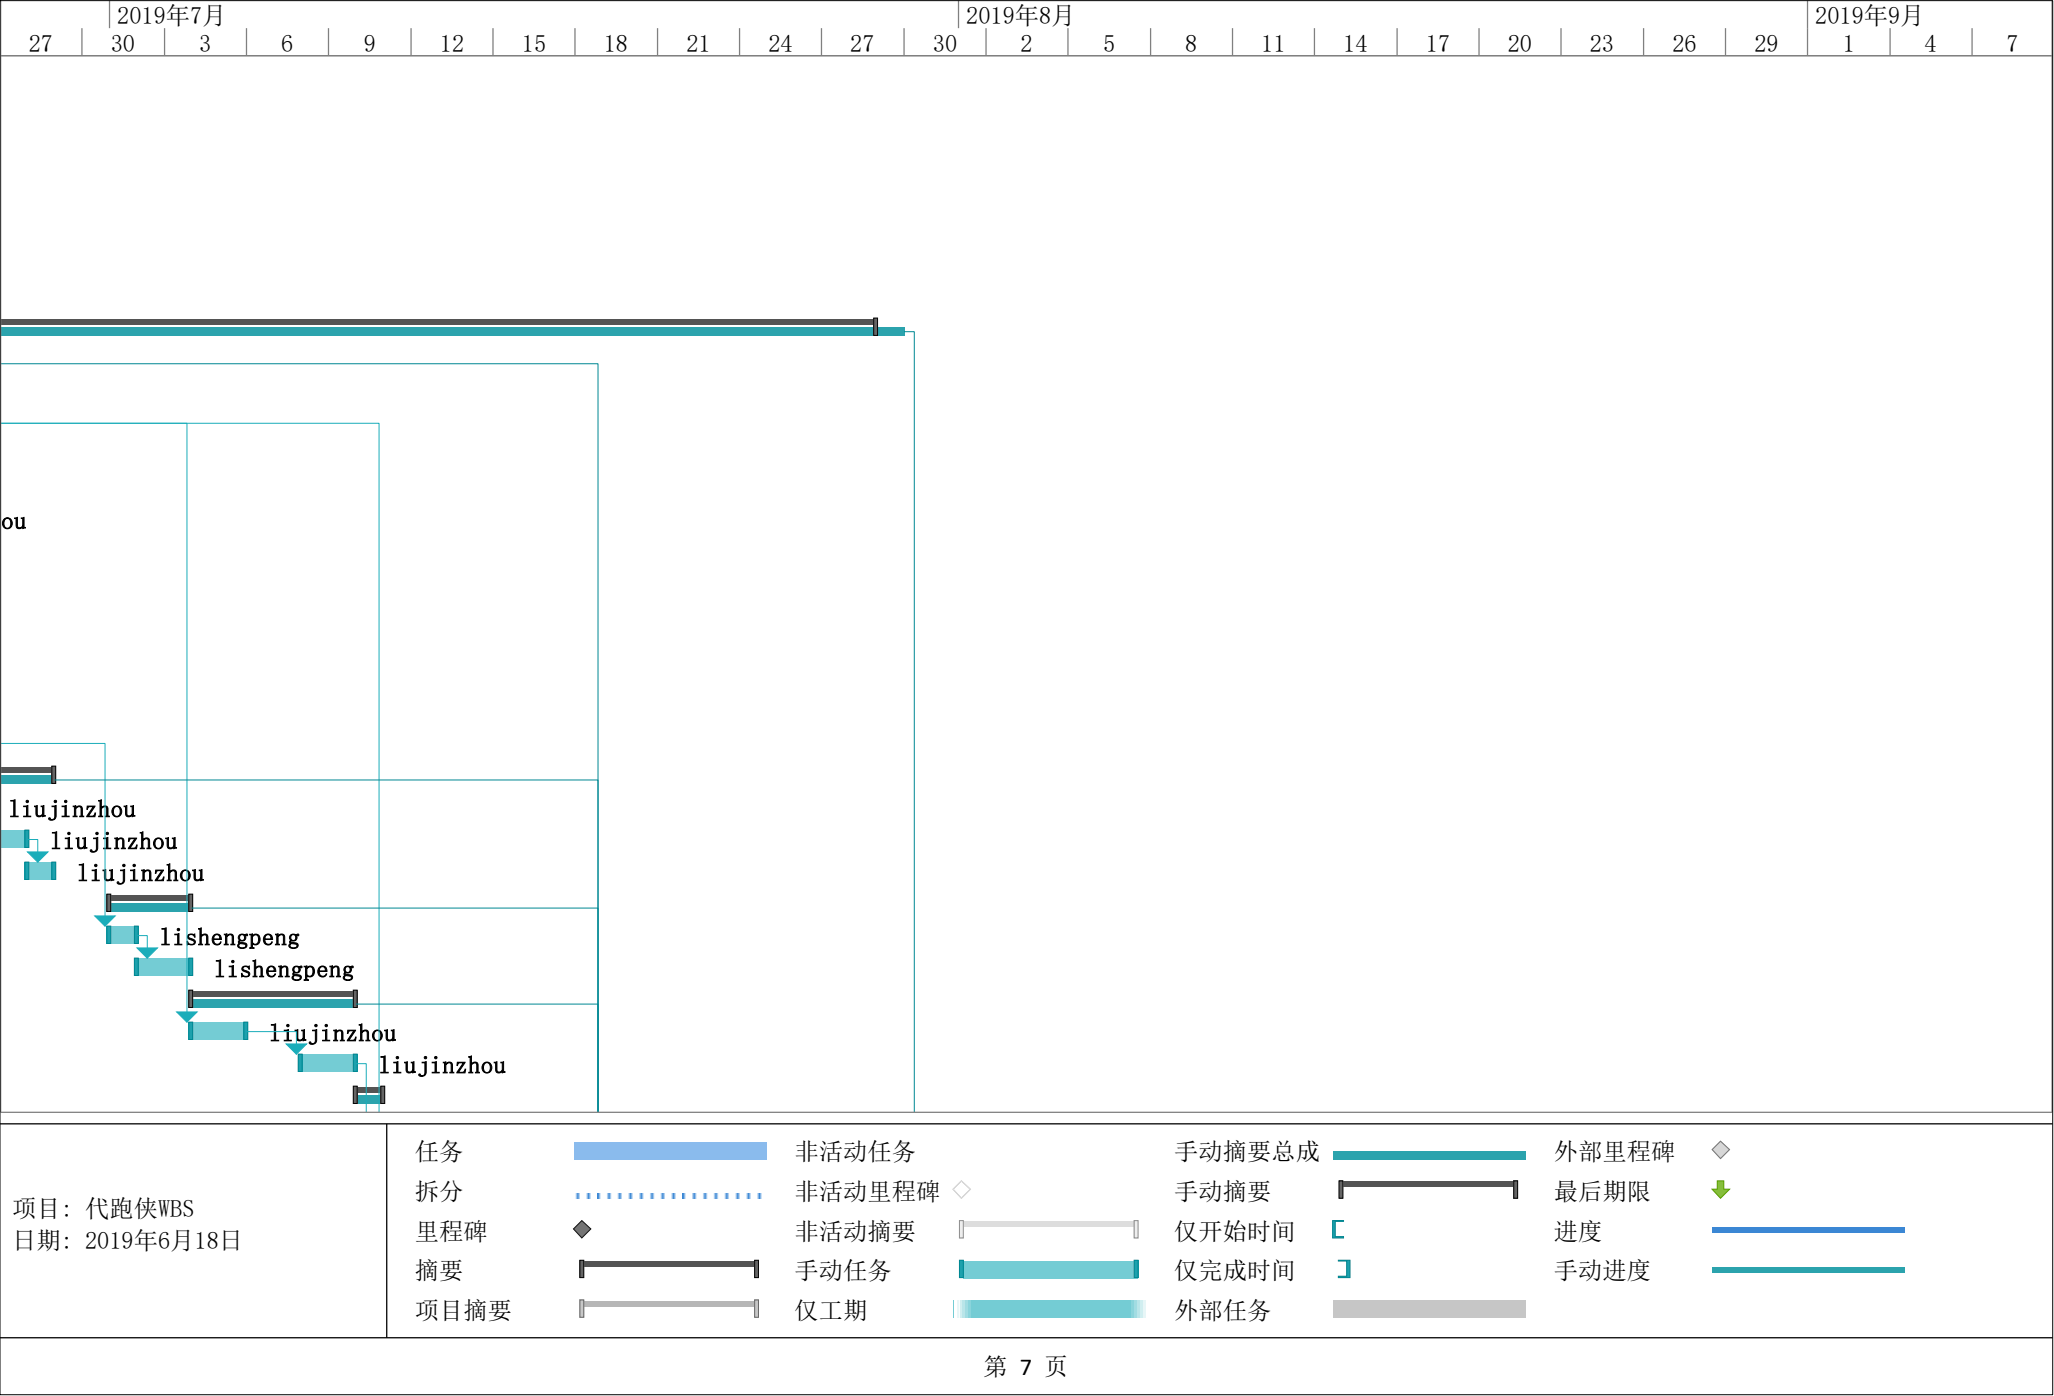 2019年7月 2019年8月 2019年9月
27 30 3 6 9 12 15 18 21 24 27 30 2 5 8 11 14 17 20 23 26 29 1 4 7
ou
liujinzhou
liujinzhou
liujinzhou
lishengpeng
lishengpeng
liujinzhou
liujinzhou
项目: 代跑侠WBS
日期: 2019年6月18日
任务 非活动任务 手动摘要总成 外部里程碑
拆分 非活动里程碑 手动摘要 最后期限
里程碑 非活动摘要 仅开始时间 进度
摘要 手动任务 仅完成时间 手动进度
项目摘要 仅工期 外部任务
第 7 页